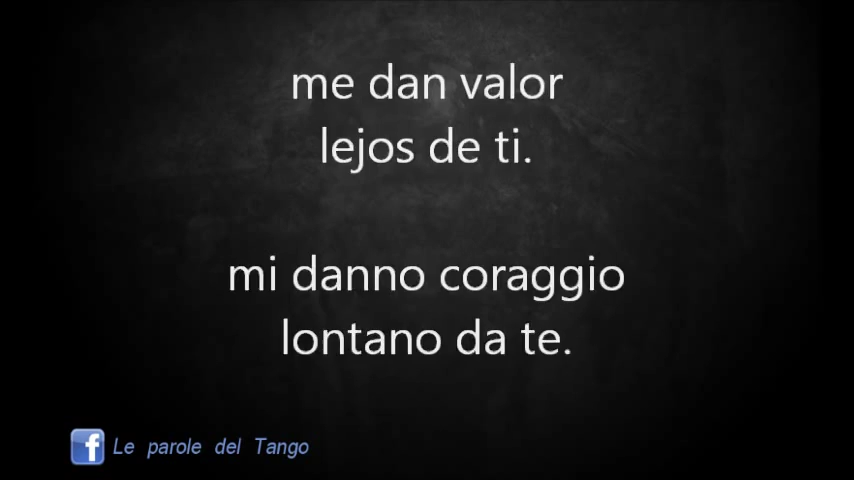 me dan valor
lejos de ti.
mi danno coraggio
lontano da te.
Le parole del Tango